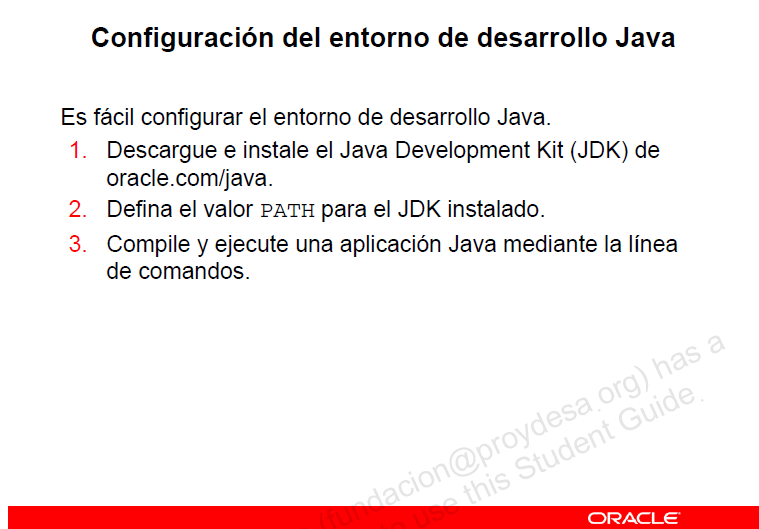 Configuración del entorno de desarrollo Java
Es fácil configurar el entorno de desarrollo Java.
1. Descargue e instale el Java Development Kit (JDK) de
oracle.com/java.
2. Defina el valor PATH para el JDK instalado.
3. Compile y ejecute una aplicación Java mediante la línea
de comandos.
(fundacion@proydesa.org) has a
to use this Student Guide.
ORACLE